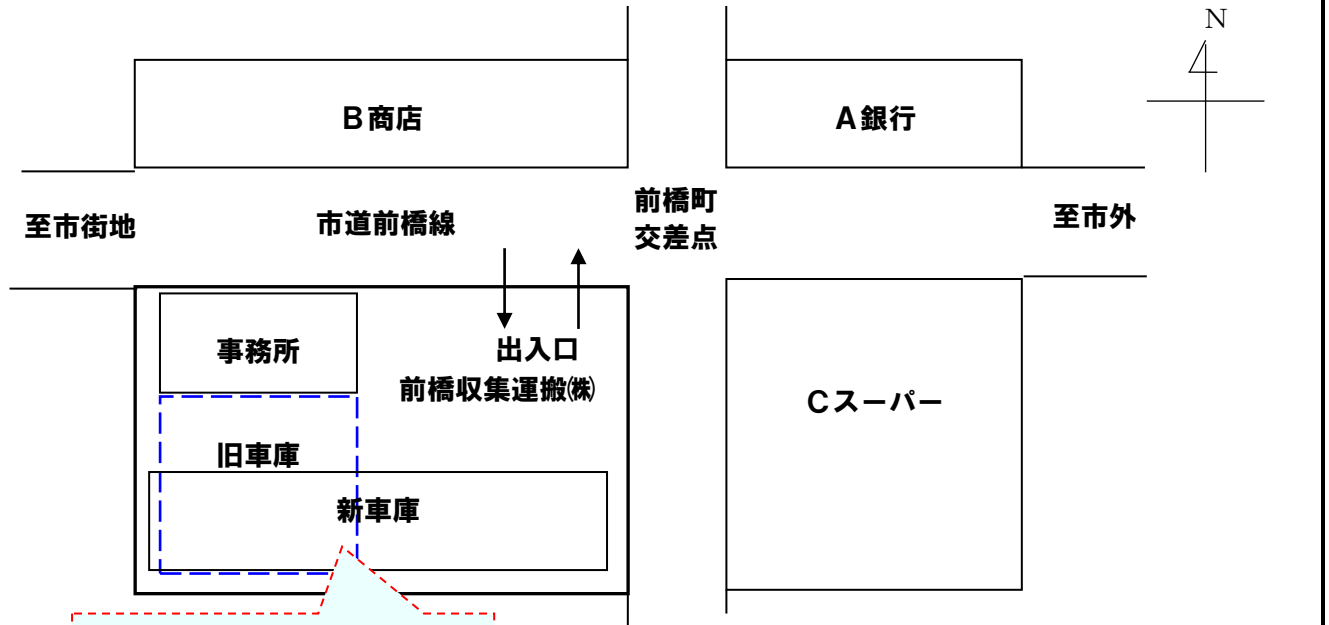 N
B商店
A銀行
至市街地
市道前橋線
前橋町
交差点
至市外
事務所
出入口
前橋収集運搬㈱
Cスーパー
旧車庫
新車庫